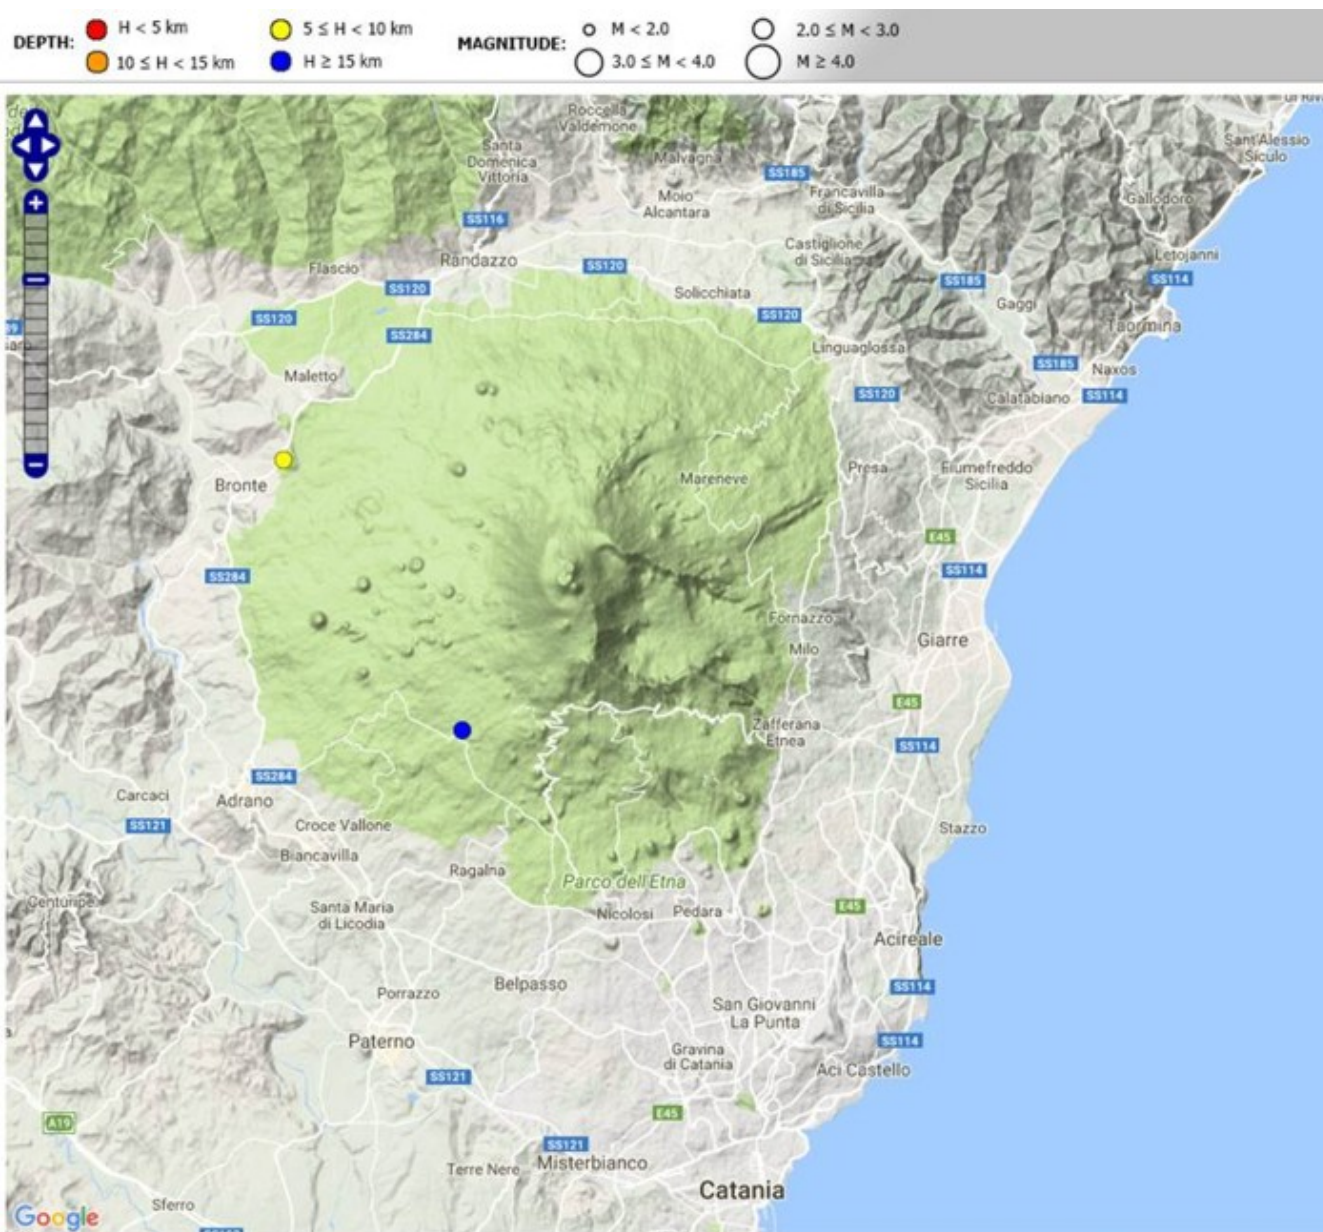 DEPTH:
H < 5 km
5 ≤ H < 10 km
10 ≤ H < 15 km
H ≥ 15 km
MAGNITUDE:
M < 2.0
2.0 ≤ M < 3.0
3.0 ≤ M < 4.0
M ≥ 4.0
Roccella
Valdemone
Santa
Domenica
Vittoria
Malvagna
SS185
Sant'Alessio
Siculo
Moio
Alcantara
Francavilla
di Sicilia
Gallodoro
SS116
Castiglione
di Sicilia
Letojanni
Flascio
Randazzo
SS120
SS185
SS114
SS120
Solicchiata
Gaggi
SS120
SS120
Taormina
SS284
Linguaglossa
SS185
Naxos
Maletto
SS120
Calatabiano
SS114
Presa
Fiumefreddo
Sicilia
Mareneve
Bronte
E45
SS284
SS114
Fornazzo
Giarre
Milo
E45
Zafferana
Etnea
SS114
SS284
Carcaci
Adrano
SS121
Croce Vallone
Stazzo
Biancavilla
Ragalna
Parco dell'Etna
Centuripe
Santa Maria
di Licodia
Nicolosi
Pedara
E45
Acireale
Belpasso
SS114
Porrazzo
San Giovanni
La Punta
Paterno
Gravina
di Catania
SS114
Aci Castello
SS121
A19
E45
SS121
Terre Nere
Misterbianco
Catania
Sferro
Google